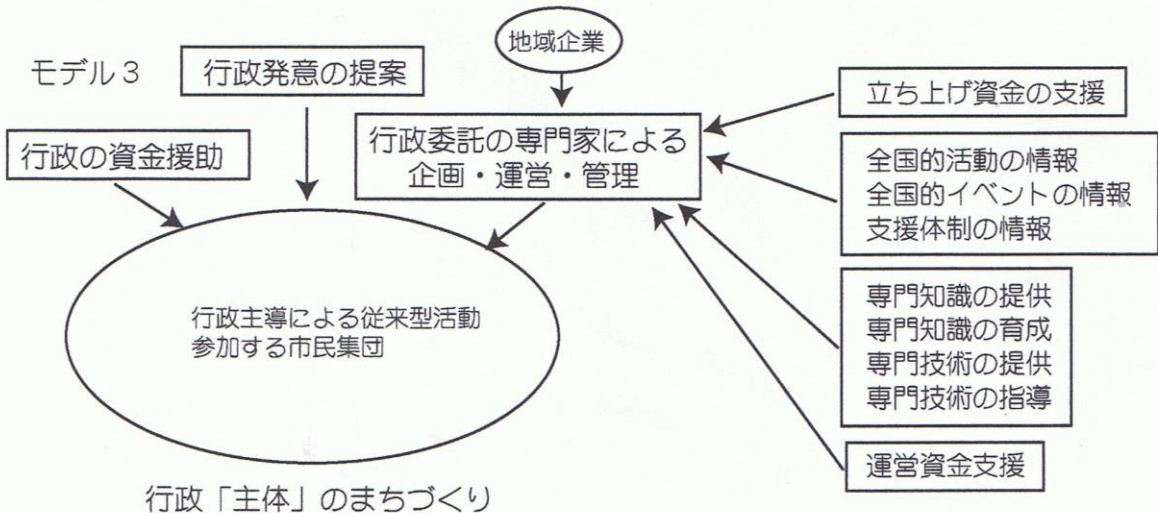 地域企業
モデル3
行政発意の提案
立ち上げ資金の支援
行政の資金援助
行政委託の専門家による
企画・運営・管理
全国的活動の情報
全国的イベントの情報
支援体制の情報
行政主導による従来型活動
参加する市民集団
専門知識の提供
専門知識の育成
専門技術の提供
専門技術の指導
運営資金支援
行政「主体」のまちづくり